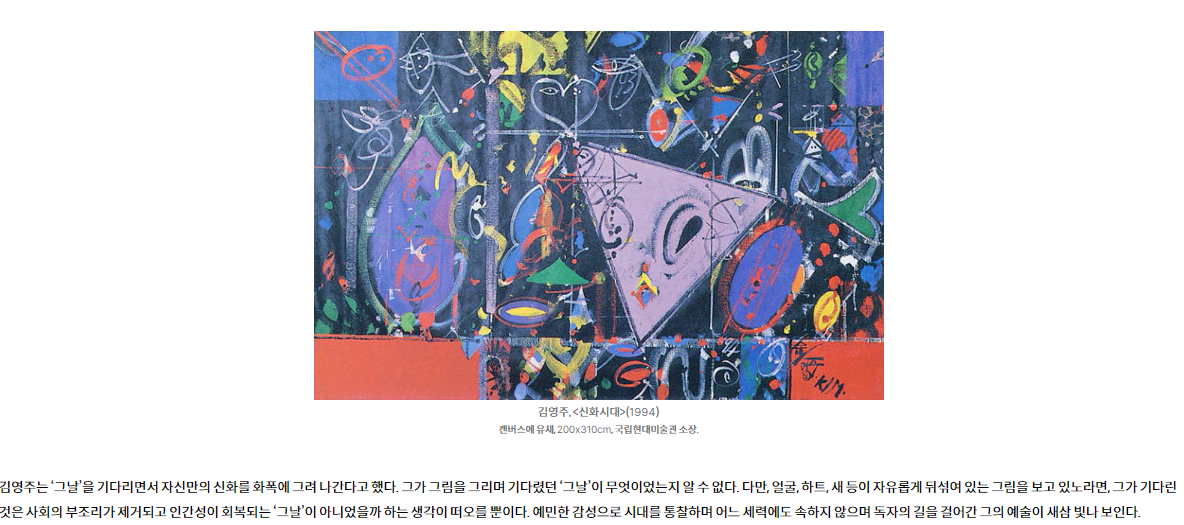 김영주, <신화시대>(1994)
캔버스에 유채, 200x310cm, 국립현대미술관 소장.
김영주는 ‘그날’을 기다리면서 자신만의 신화를 화폭에 그려 나간다고 했다. 그가 그림을 그리며 기다렸던 ‘그날’이 무엇이었는지 알 수 없다. 다만, 얼굴, 하트, 새 등이 자유롭게 뒤섞여 있는 그림을 보고 있노라면, 그가 기다린
것은 사회의 부조리가 제거되고 인간성이 회복되는 ‘그날’이 아니었을까 하는 생각이 떠오를 뿐이다. 예민한 감성으로 시대를 통찰하며 어느 세력에도 속하지 않으며 독자의 길을 걸어간 그의 예술이 새삼 빛나 보인다.
KIM.